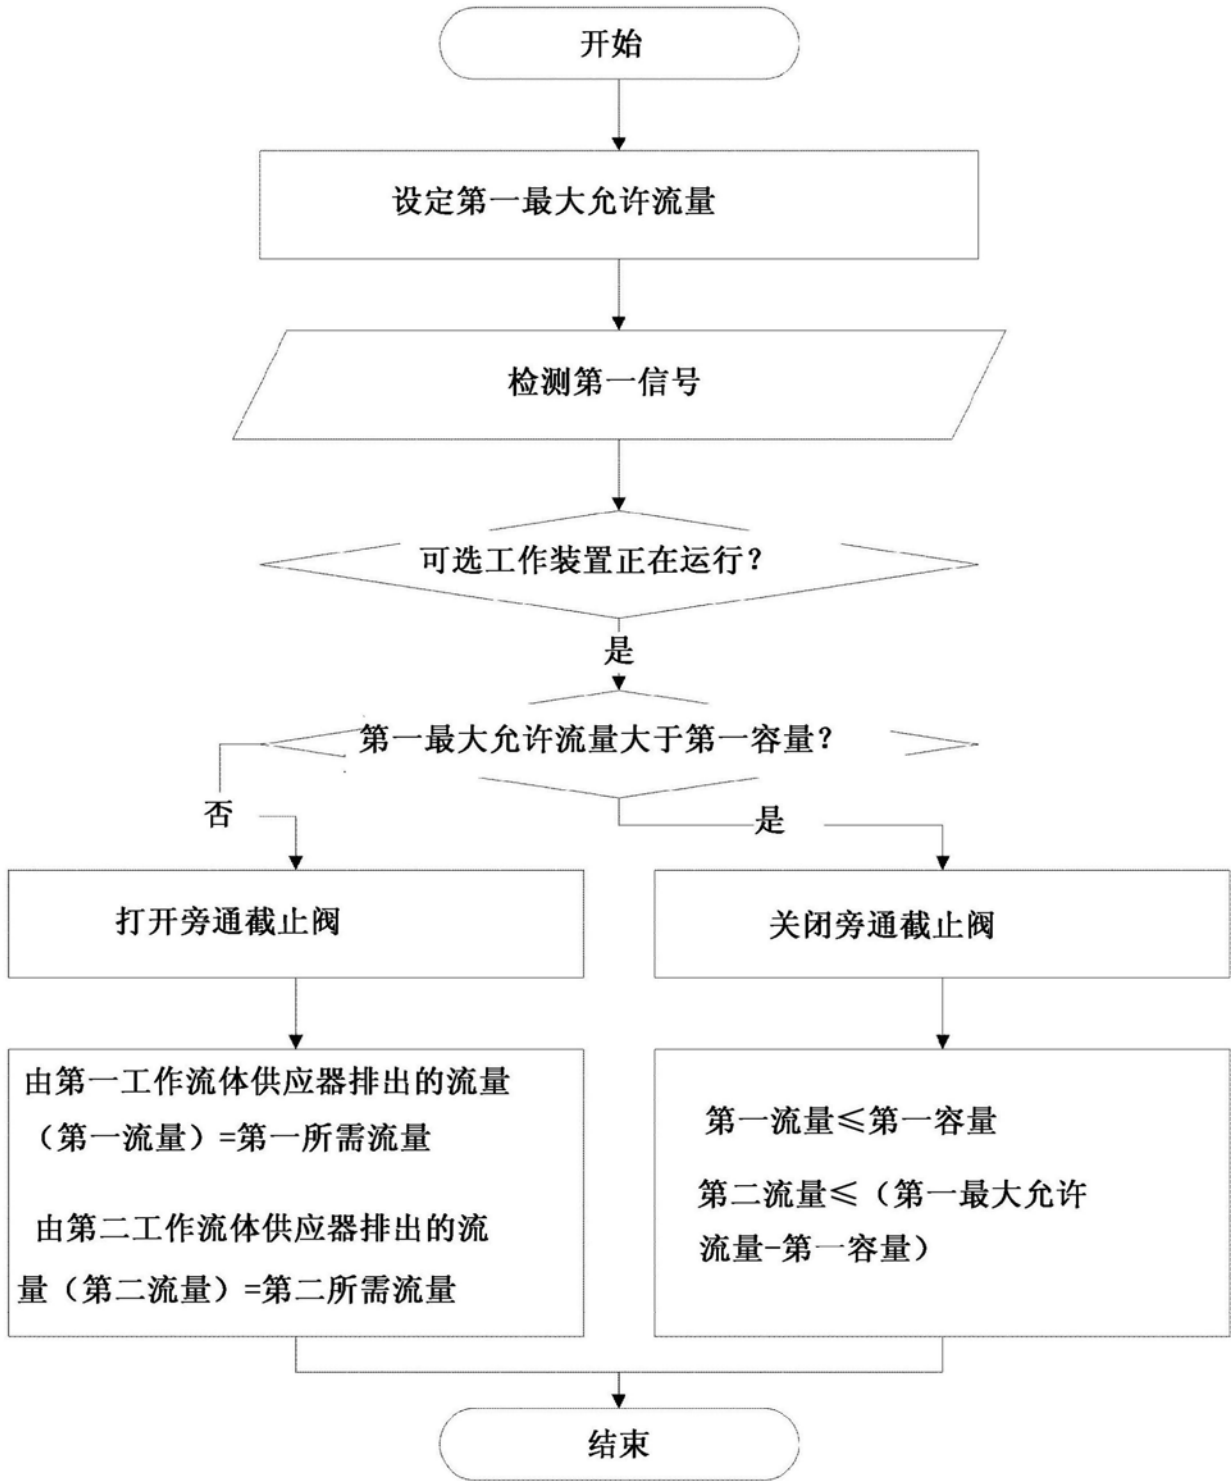 开始
设定第一最大允许流量
检测第一信号
可选工作装置正在运行？
是
第一最大允许流量大于第一容量？
否
是
打开旁通截止阀
关闭旁通截止阀
由第一工作流体供应器排出的流量
（第一流量）=第一所需流量
由第二工作流体供应器排出的流
量（第二流量）=第二所需流量
第一流量≤第一容量
第二流量≤（第一最大允许
流量-第一容量）
结束